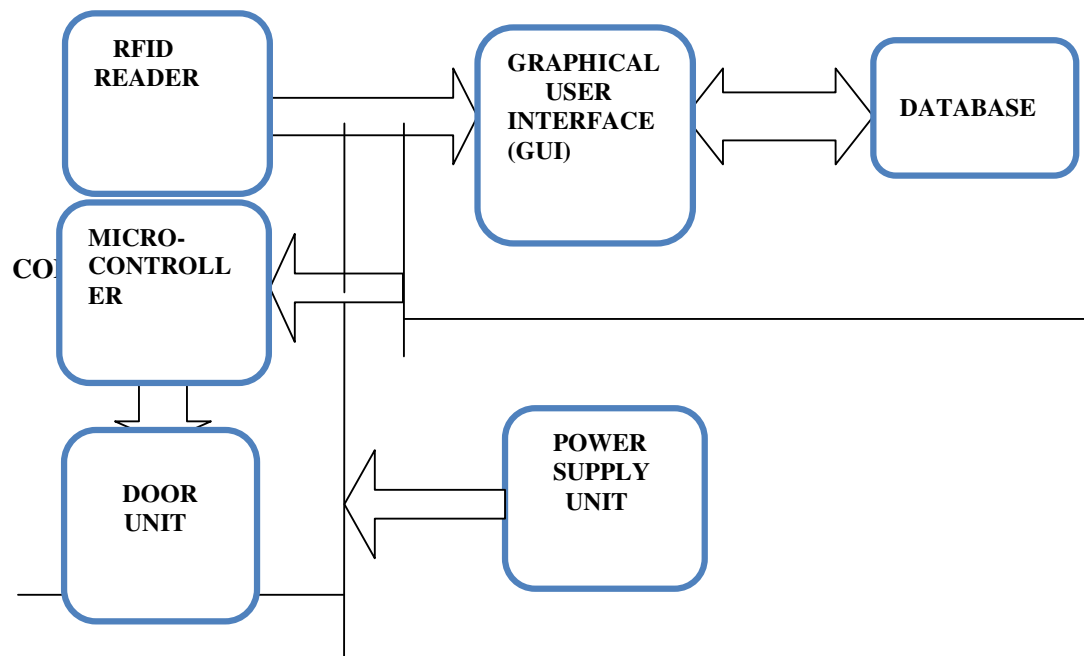 RFID
READER
GRAPHICAL
USER
INTERFACE
(GUI)
DATABASE
MICRO-
CONTROLL
ER
DOOR
UNIT
POWER
SUPPLY
UNIT